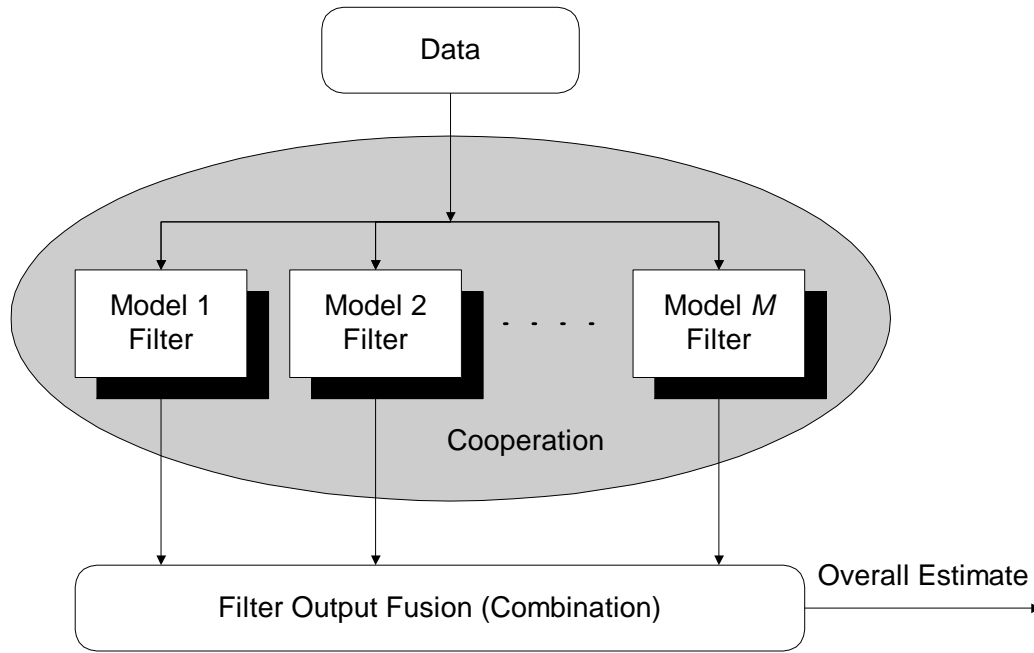 Data
Model 1
Filter
Model 2
Filter
. . . .
Model M
Filter
Cooperation
Overall Estimate
Filter Output Fusion (Combination)